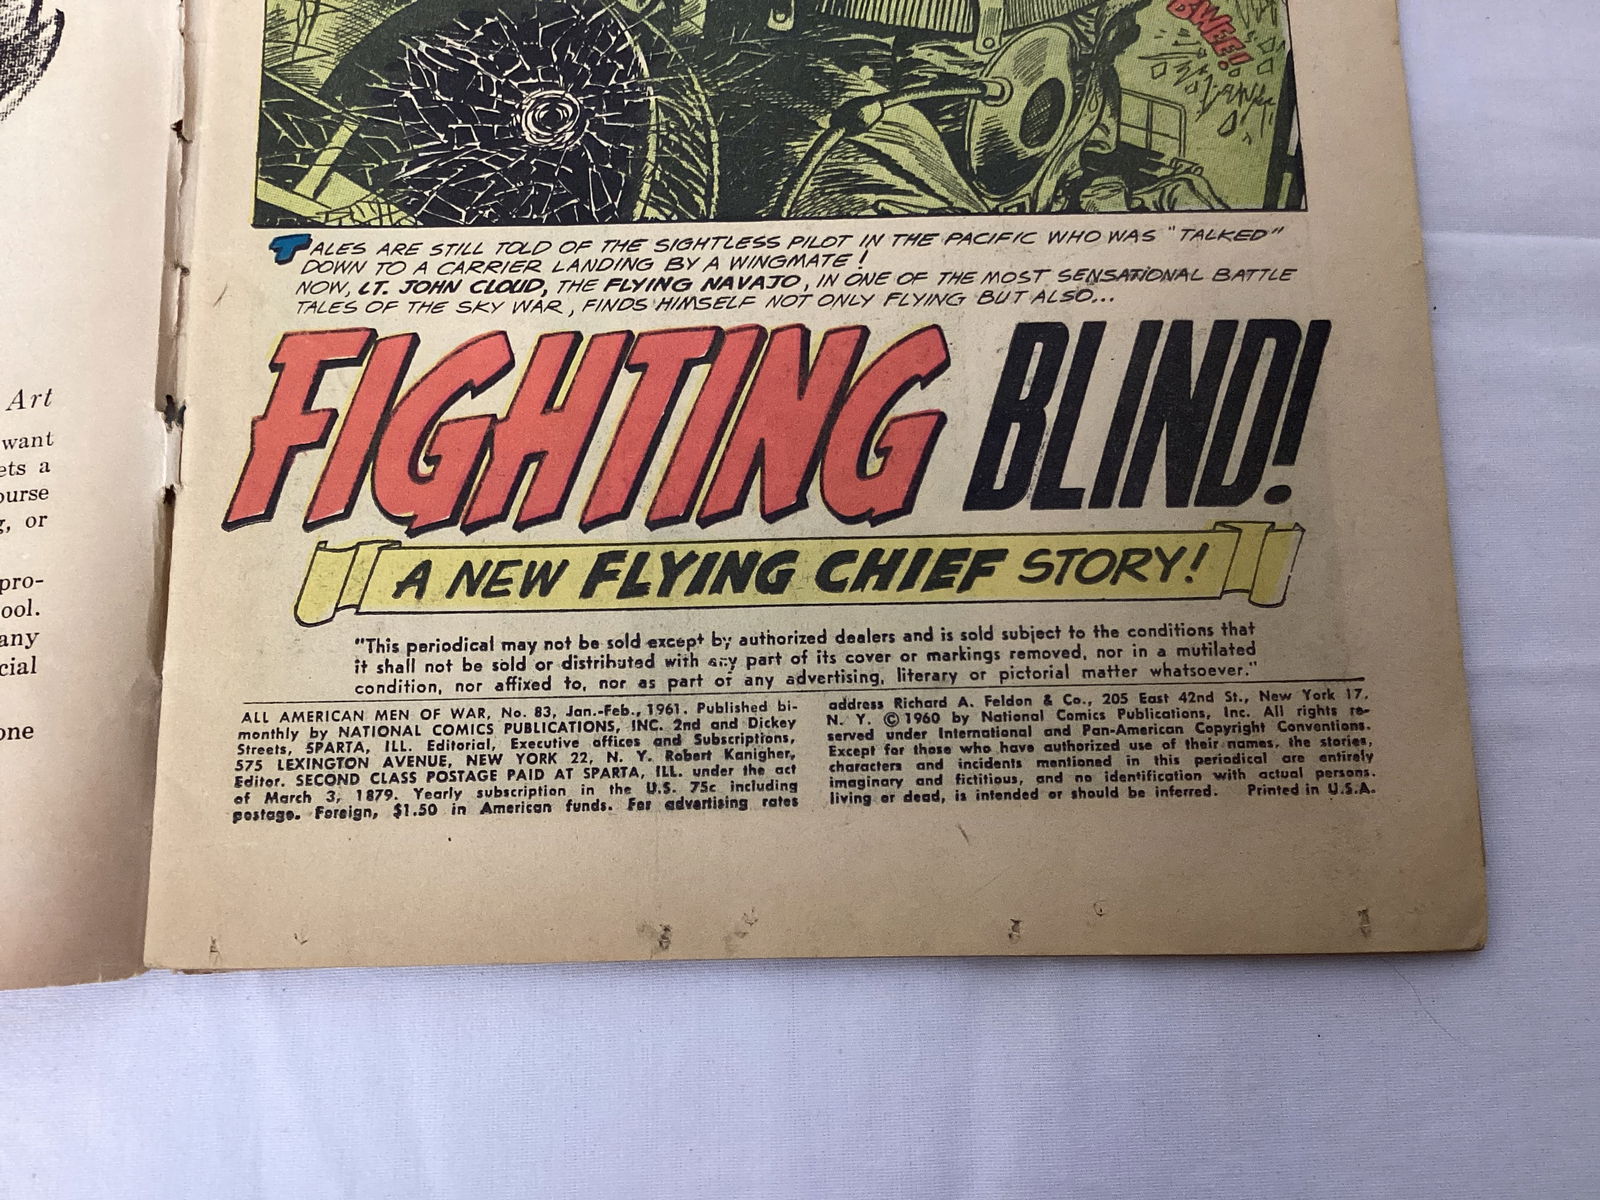 Art
want
ets a
ourse
g, or
pro-
ool.
any
cial
one
BWEE!!
TALES ARE STILL TOLD OF THE SIGHTLESS PILOT IN THE PACIFIC WHO WAS "TALKED"
DOWN TO A CARRIER LANDING BY A WINGMATE!
NOW, LT. JOHN CLOUD, THE FLYING NAVAJO, IN ONE OF THE MOST SENSATIONAL BATTLE
TALES OF THE SKY WAR, FINDS HIMSELF NOT ONLY FLYING BUT ALSO...
FIGHTING BLIND!
A NEW FLYING CHIEF STORY!
"This periodical may not be sold except by authorized dealers and is sold subject to the conditions that
it shall not be sold or distributed with any part of its cover or markings removed, nor in a mutilated
condition, nor affixed to, nor as part of any advertising, literary or pictorial matter whatsoever."
ALL AMERICAN MEN OF WAR, No. 83, Jan.-Feb., 1961. Published bi-
monthly by NATIONAL COMICS PUBLICATIONS, INC. 2nd and Dickey
Streets, SPARTA, ILL. Editorial, Executive offices and Subscriptions,
575 LEXINGTON AVENUE, NEW YORK 22, N. Y. Robert Kanigher,
Editor. SECOND CLASS POSTAGE PAID AT SPARTA, ILL. under the act
of March 3, 1879. Yearly subscription in the U.S. 75c including
postage. Foreign, $1.50 in American funds. For advertising rates
address Richard A. Feldon & Co., 205 East 42nd St., New York 17,
N. Y. © 1960 by National Comics Publications, Inc. All rights re-
served under International and Pan-American Copyright Conventions.
Except for those who have authorized use of their names, the stories,
characters and incidents mentioned in this periodical are entirely
imaginary and fictitious, and no identification with actual persons.
living or dead, is intended or should be inferred. Printed in U.S.A.